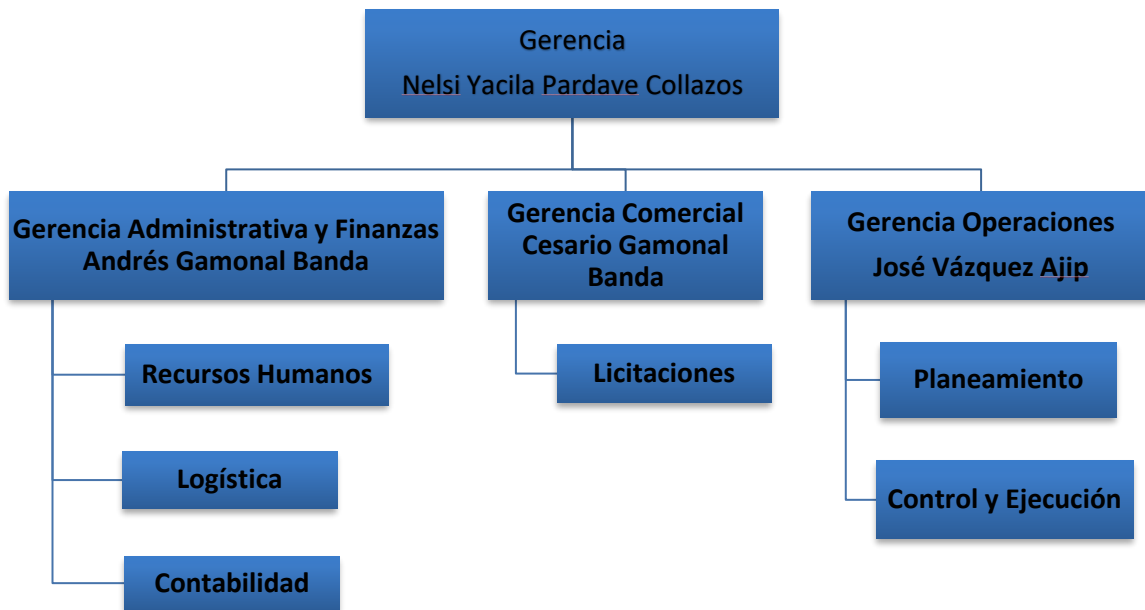 Gerencia
Nelsi Yacila Pardave Collazos
Gerencia Administrativa y Finanzas
Andrés Gamonal Banda
Gerencia Comercial
Cesario Gamonal
Banda
Gerencia Operaciones
José Vázquez Ajip
Recursos Humanos
Licitaciones
Planeamiento
Logística
Control y Ejecución
Contabilidad